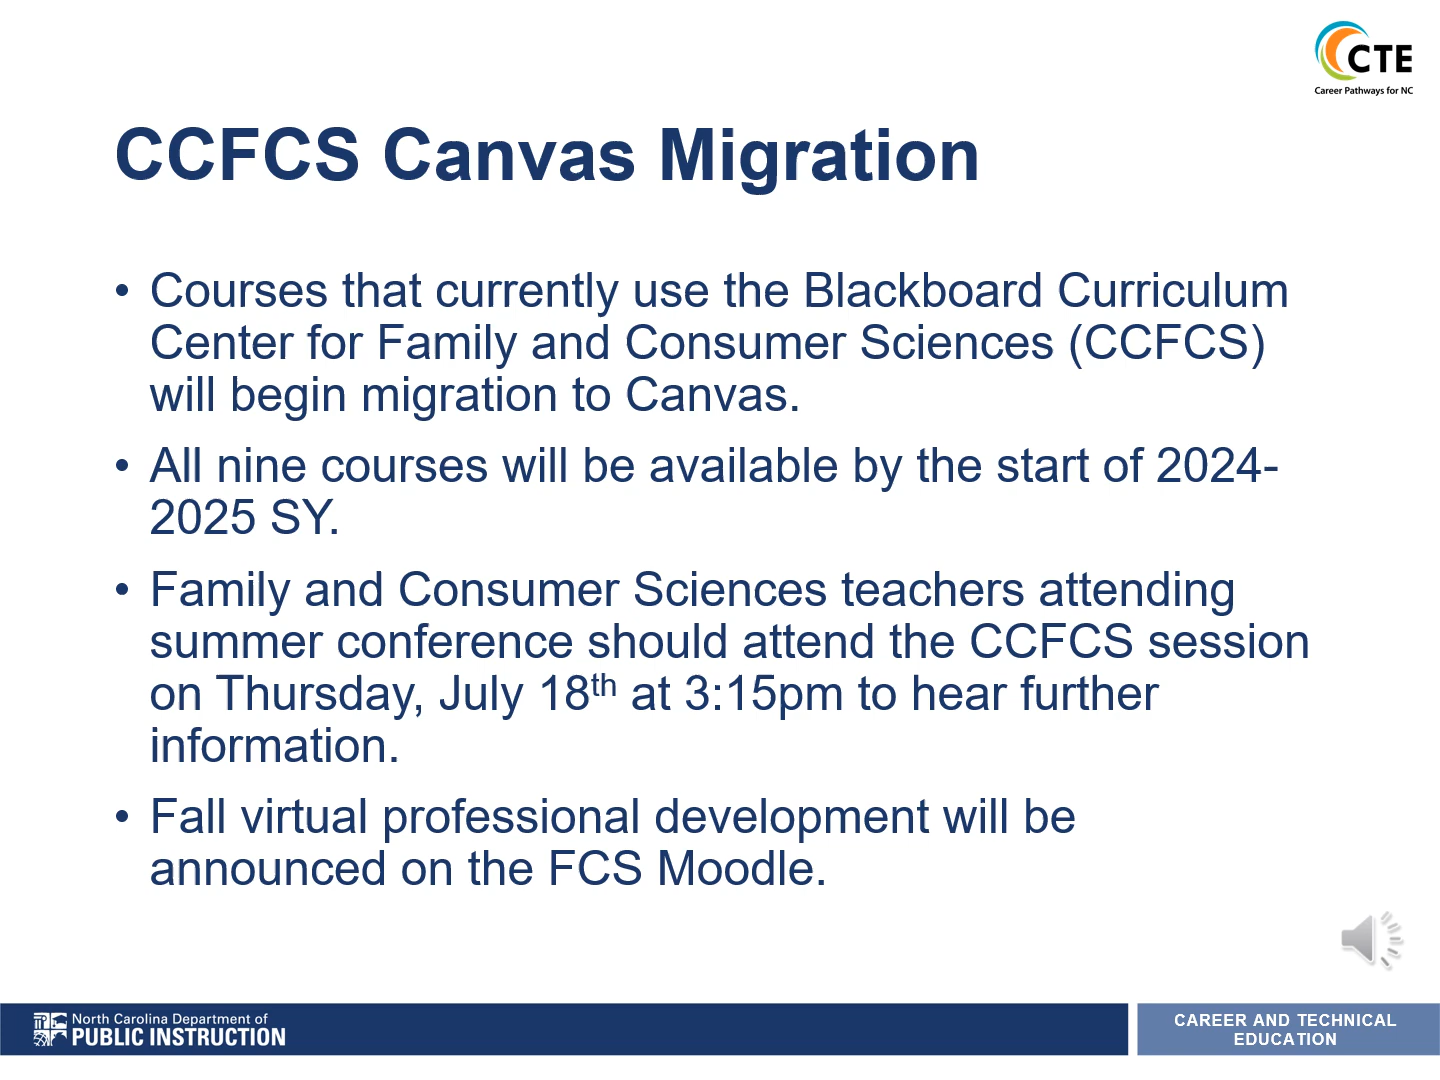 CTE
Career Pathways for NC
CCFCS Canvas Migration
• Courses that currently use the Blackboard Curriculum
Center for Family and Consumer Sciences (CCFCS)
will begin migration to Canvas.
• All nine courses will be available by the start of 2024-
2025 SY.
• Family and Consumer Sciences teachers attending
summer conference should attend the CCFCS session
on Thursday, July 18th at 3:15pm to hear further
information.
• Fall virtual professional development will be
announced on the FCS Moodle.
North Carolina Department of
PUBLIC INSTRUCTION
CAREER AND TECHNICAL
EDUCATION